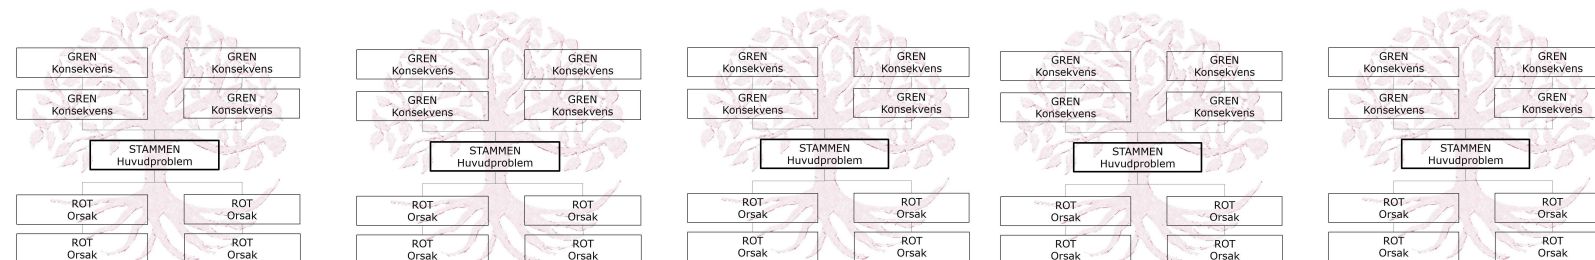 GREN
Konsekvens
GREN
Konsekvens
GREN
Konsekvens
GREN
Konsekvens
STAMMEN
Huvudproblem
ROT
Orsak
ROT
Orsak
ROT
Orsak
ROT
Orsak
GREN
Konsekvens
GREN
Konsekvens
GREN
Konsekvens
GREN
Konsekvens
STAMMEN
Huvudproblem
ROT
Orsak
ROT
Orsak
ROT
Orsak
ROT
Orsak
GREN
Konsekvens
GREN
Konsekvens
GREN
Konsekvens
GREN
Konsekvens
STAMMEN
Huvudproblem
ROT
Orsak
ROT
Orsak
ROT
Orsak
ROT
Orsak
GREN
Konsekvens
GREN
Konsekvens
GREN
Konsekvens
GREN
Konsekvens
STAMMEN
Huvudproblem
ROT
Orsak
ROT
Orsak
ROT
Orsak
ROT
Orsak
GREN
Konsekvens
GREN
Konsekvens
GREN
Konsekvens
GREN
Konsekvens
STAMMEN
Huvudproblem
ROT
Orsak
ROT
Orsak
ROT
Orsak
ROT
Orsak